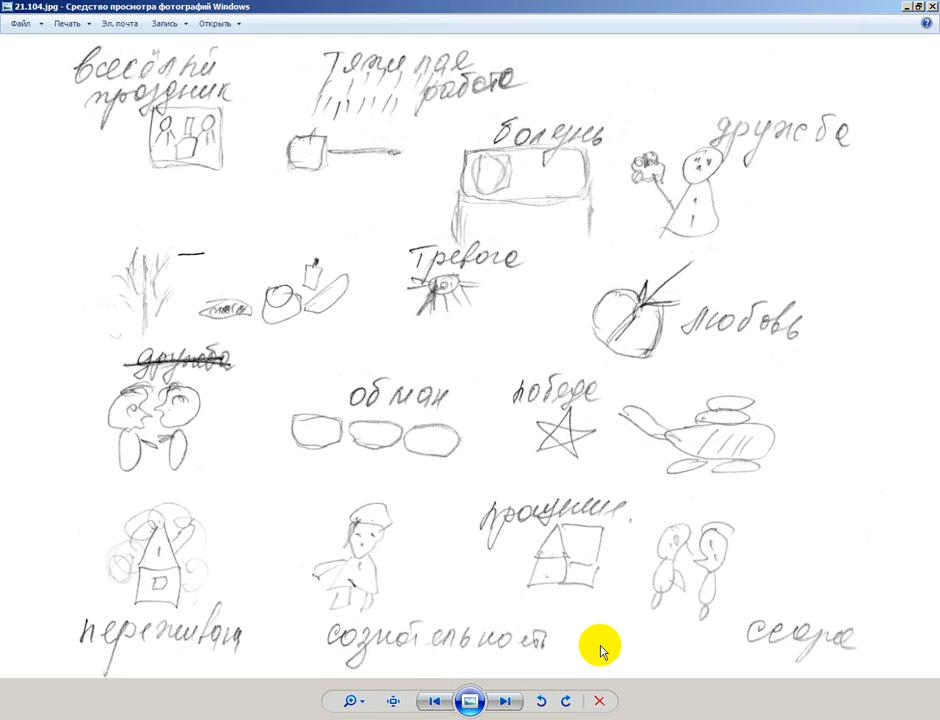 21.104.jpg - Средство просмотра фотографий Windows
Файл Печать Эл. почта Запись Открыть
весёлый праздник
тяжелая работа
болезнь
дружба
Тревога
любовь
дружба
обман
победа
прощение.
сознательность
ссора